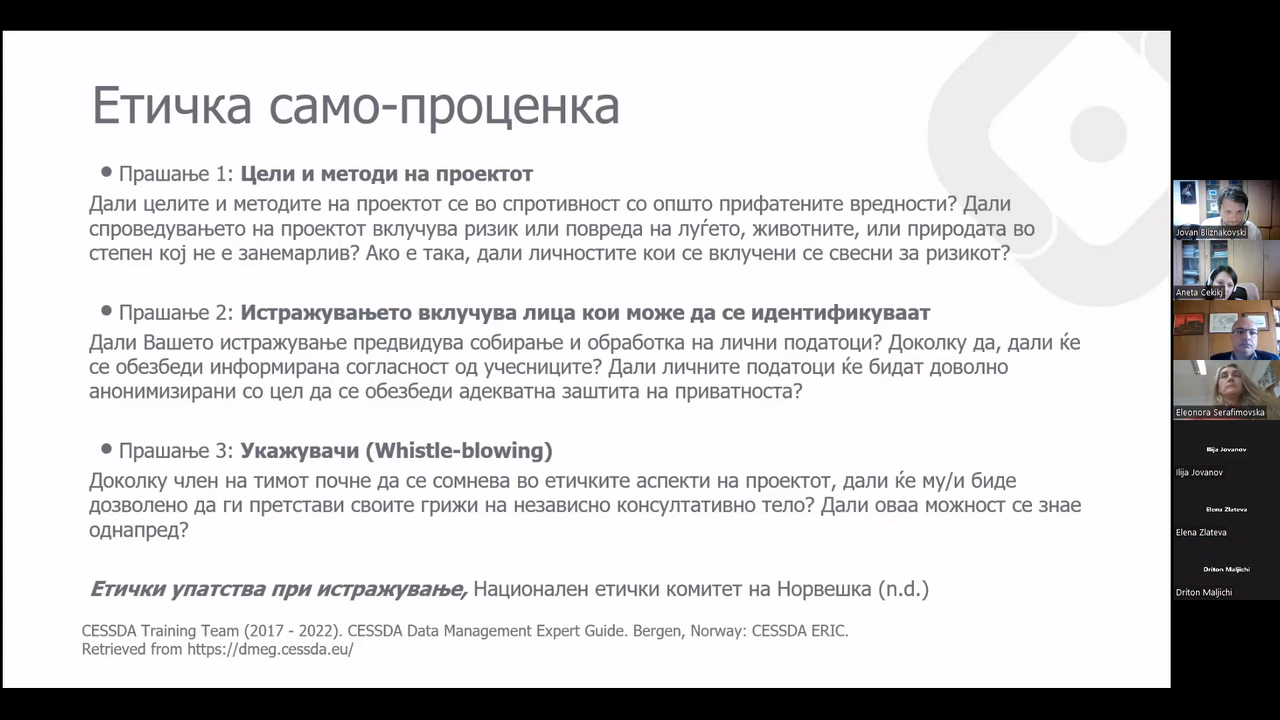 Етичка само-проценка
• Прашање 1: Цели и методи на проектот
Дали целите и методите на проектот се во спротивност со општо прифатените вредности? Дали
спроведувањето на проектот вклучува ризик или повреда на луѓето, животните, или природата во
степен кој не е занемарлив? Ако е така, дали личностите кои се вклучени се свесни за ризикот?
• Прашање 2: Истражувањето вклучува лица кои може да се идентификуваат
Дали Вашето истражување предвидува собирање и обработка на лични податоци? Доколку да, дали ќе
се обезбеди информирана согласност од учесниците? Дали личните податоци ќе бидат доволно
анонимизирани со цел да се обезбеди адекватна заштита на приватноста?
• Прашање 3: Укажувачи (Whistle-blowing)
Доколку член на тимот почне да се сомнева во етичките аспекти на проектот, дали ќе му/и биде
дозволено да ги претстави своите грижи на независно консултативно тело? Дали оваа можност се знае
однапред?
Етички упатства при истражување, Национален етички комитет на Норвешка (n.d.)
CESSDA Training Team (2017 - 2022). CESSDA Data Management Expert Guide. Bergen, Norway: CESSDA ERIC.
Retrieved from https://dmeg.cessda.eu/
Jovan Bliznakovski
Aneta Cekikj
Eleonora Serafimovska
Ilija Jovanov
Ilija Jovanov
Elena Zlateva
Elena Zlateva
Driton Maljichi
Driton Maljichi